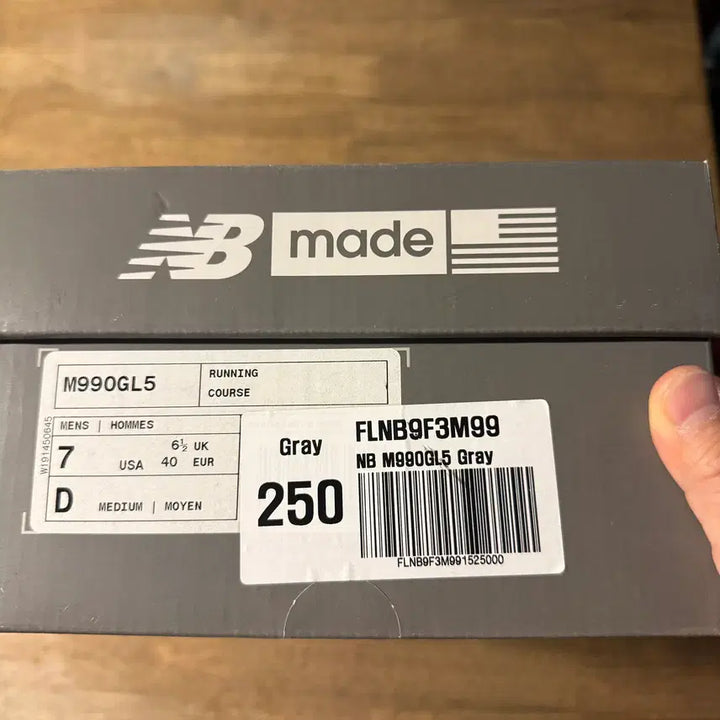 NB made
M990GL5
RUNNING
COURSE
W191450645
MENS | HOMMES
7 USA
6½ UK
40 EUR
D MEDIUM | MOYEN
Gray
250
FLNB9F3M99
NB M990GL5 Gray
FLNB9F3M991525000